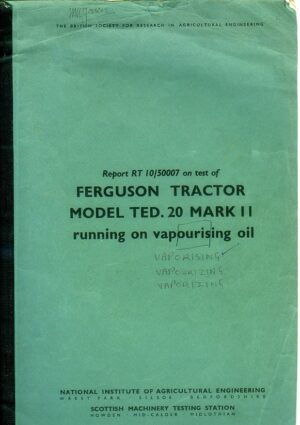 THE BRITISH SOCIETY FOR RESEARCH IN AGRICULTURAL ENGINEERING
Report RT 10/50007 on test of
FERGUSON TRACTOR
MODEL TED. 20 MARK II
running on vapourising oil
VAPORISING
VAPOURIZING
VAPORIZING
NATIONAL INSTITUTE OF AGRICULTURAL ENGINEERING
WREST PARK SILSOE BEDFORDSHIRE
SCOTTISH MACHINERY TESTING STATION
HOWDEN MID-CALDER MIDLOTHIAN